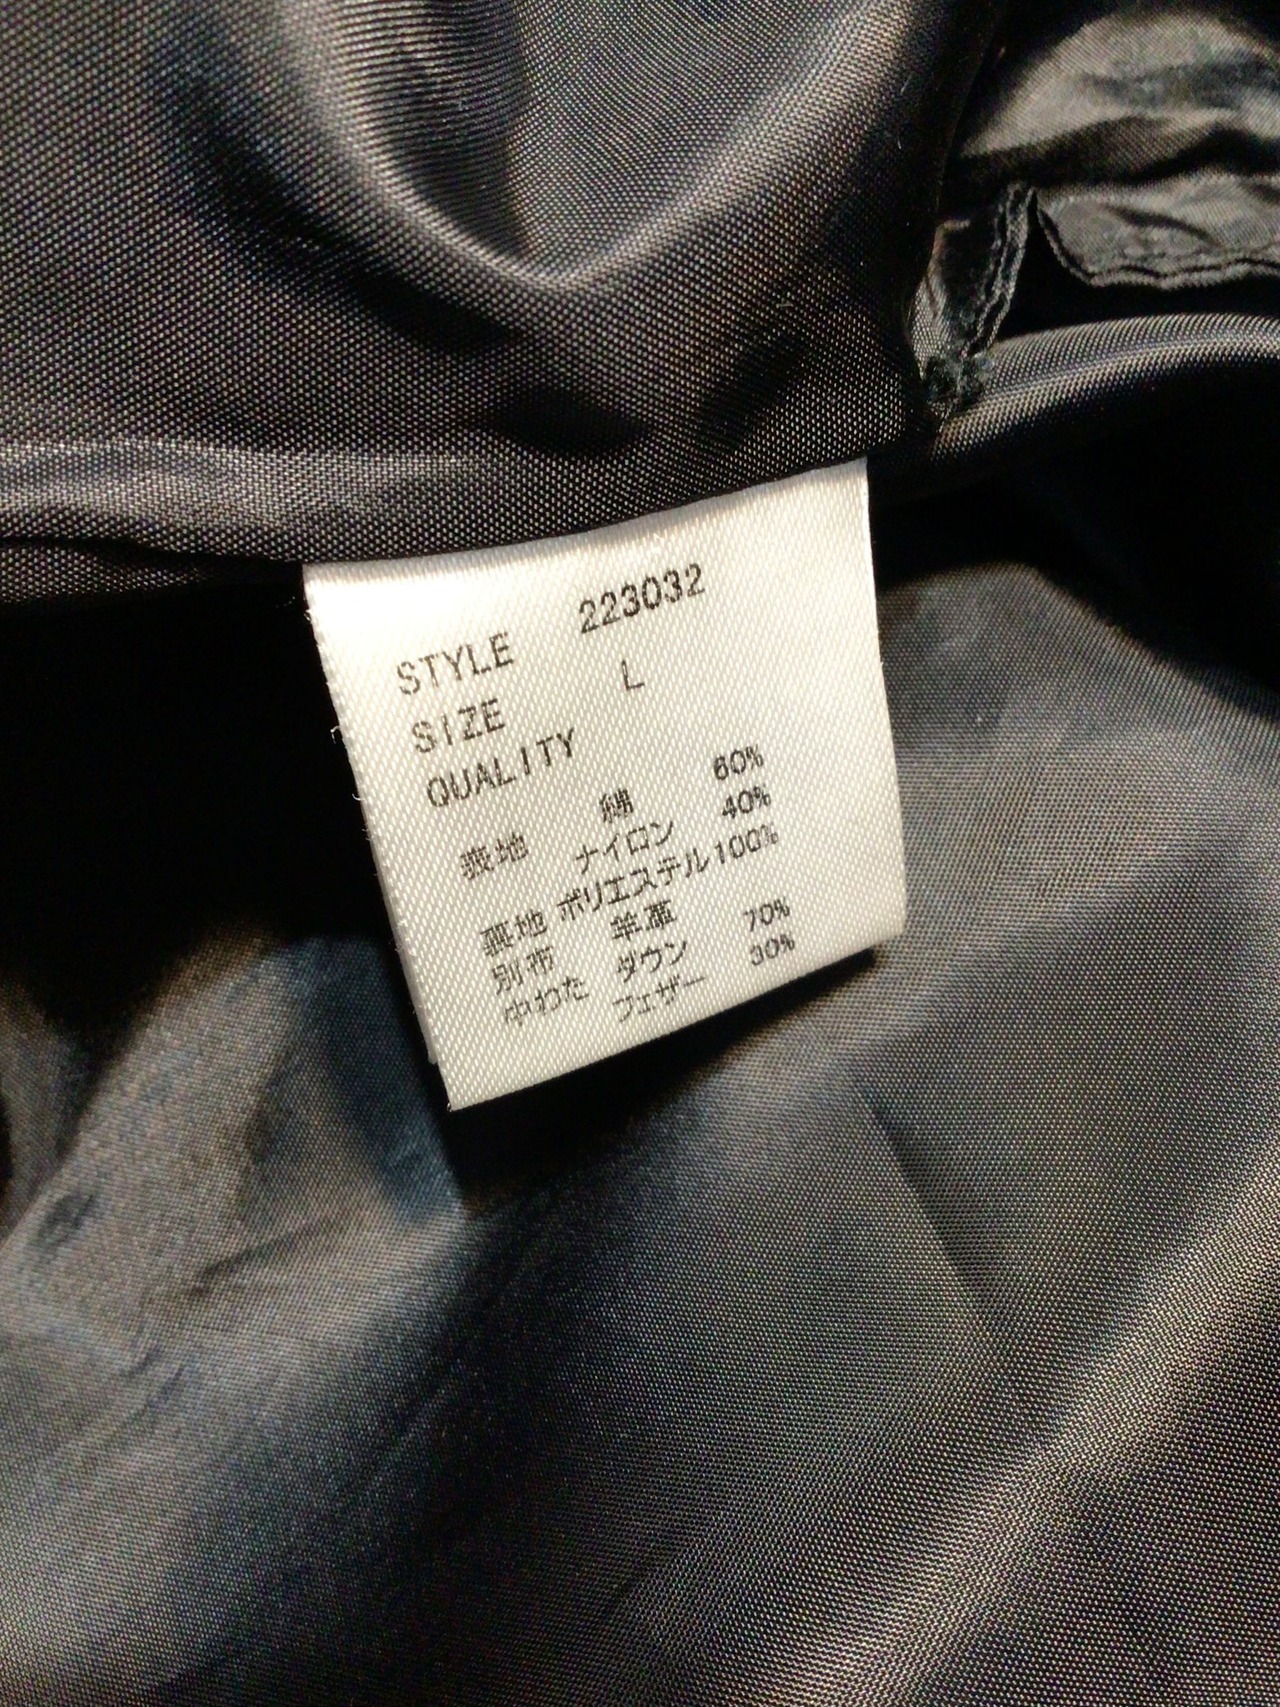 STYLE 223032
SIZE L
QUALITY
表地 綿 60%
ナイロン 40%
裏地 ポリエステル 100%
別布 羊革
中わた ダウン 70%
フェザー 30%